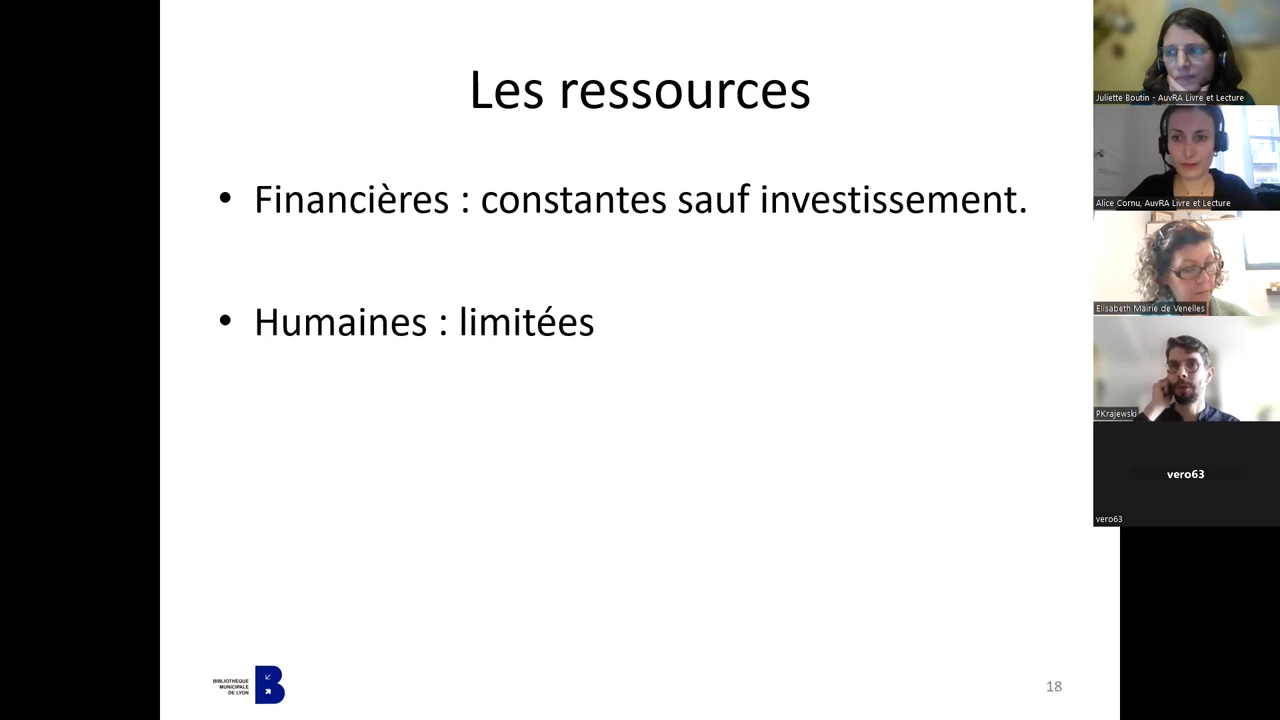 Les ressources
• Financières : constantes sauf investissement.
• Humaines : limitées
BIBLIOTHÈQUE
MUNICIPALE
DE LYON
B
18
Juliette Boutin - AuvRA Livre et Lecture
Alice Cornu, AuvRA Livre et Lecture
Elisabeth Mairie de Venelles
PKrajewski
vero63
vero63